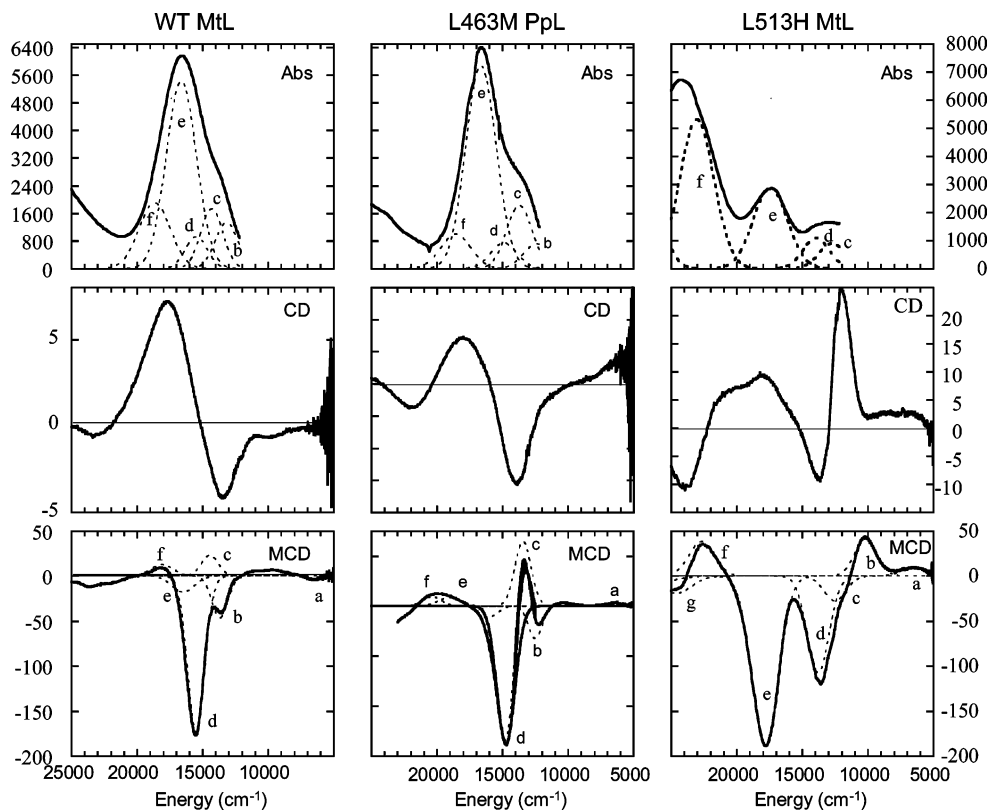 WT MtL
L463M PpL
L513H MtL
6400
5600
4800
4000
3200
2400
1600
800
0
Abs
e
f
d
c
b
Abs
e
f
d
c
b
Abs
f
e
d
c
8000
7000
6000
5000
4000
3000
2000
1000
0
5
0
-5
CD
CD
CD
20
15
10
5
0
-5
-10
50
0
-50
-100
-150
-200
MCD
f
c
e
b
a
d
MCD
c
f
e
a
b
d
MCD
f
b
g
c
a
d
e
50
0
-50
-100
-150
-200
25000 20000 15000 10000
20000 15000 10000 5000
20000 15000 10000 5000
Energy (cm⁻¹)
Energy (cm⁻¹)
Energy (cm⁻¹)